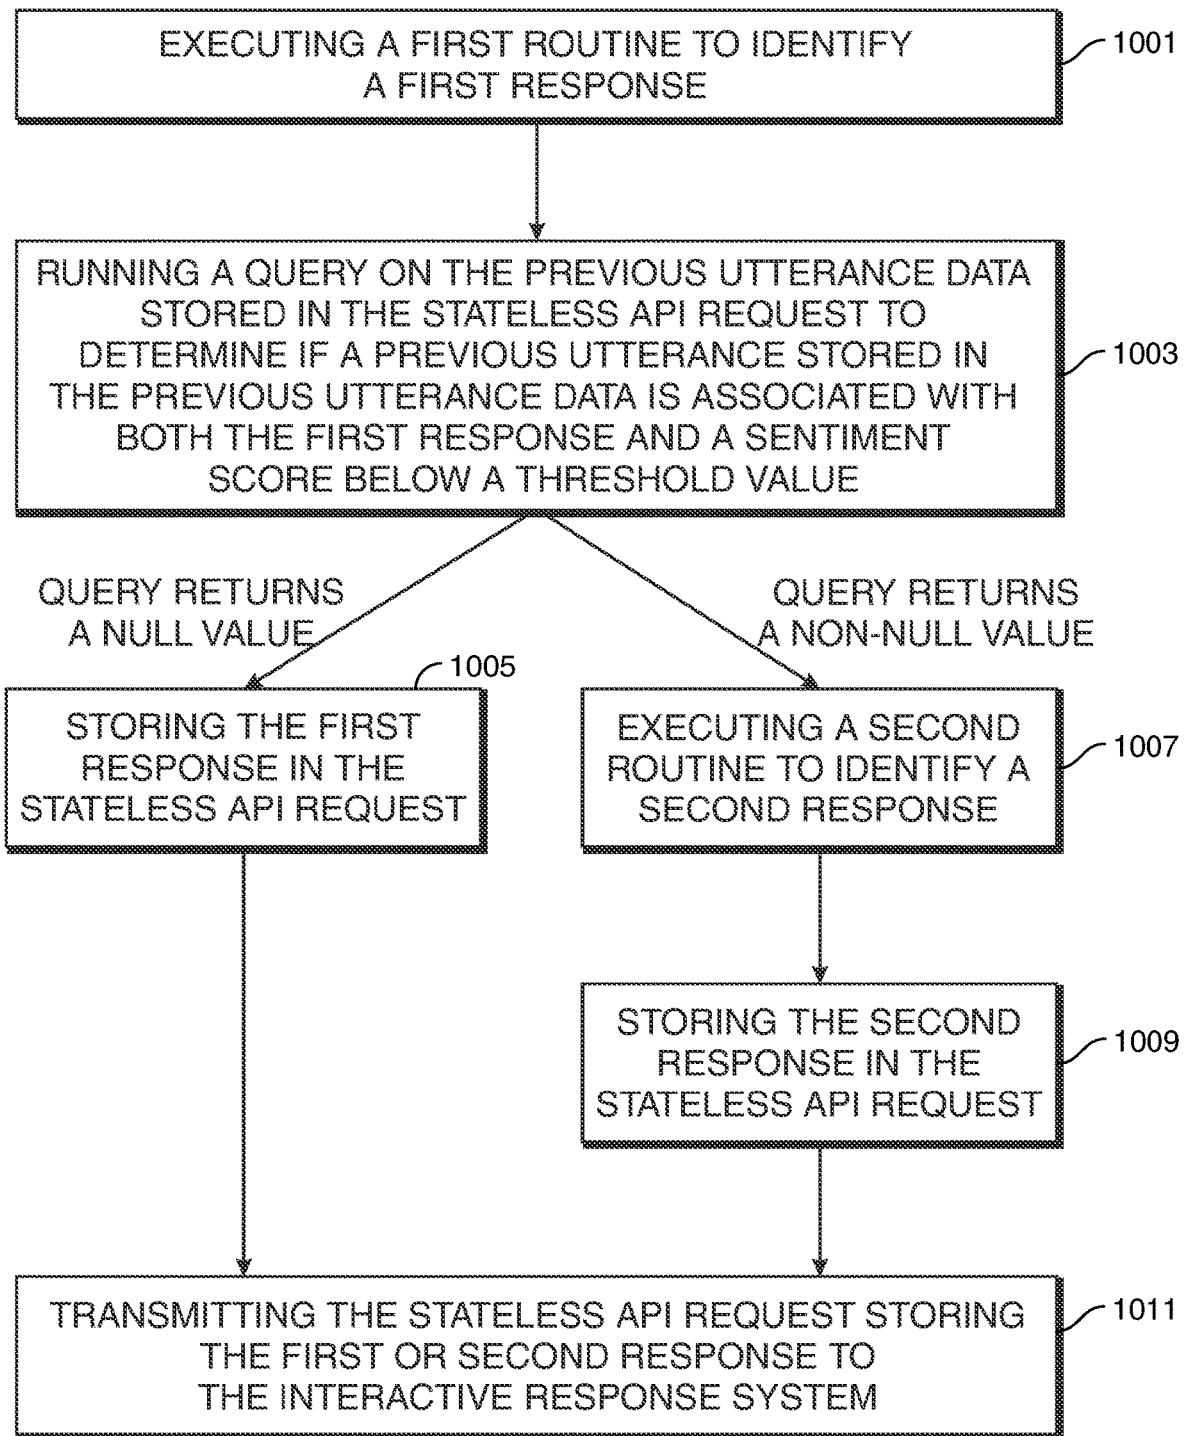 EXECUTING A FIRST ROUTINE TO IDENTIFY
A FIRST RESPONSE
1001
RUNNING A QUERY ON THE PREVIOUS UTTERANCE DATA
STORED IN THE STATELESS API REQUEST TO
DETERMINE IF A PREVIOUS UTTERANCE STORED IN
THE PREVIOUS UTTERANCE DATA IS ASSOCIATED WITH
BOTH THE FIRST RESPONSE AND A SENTIMENT
SCORE BELOW A THRESHOLD VALUE
1003
QUERY RETURNS
A NULL VALUE
QUERY RETURNS
A NON-NULL VALUE
1005
STORING THE FIRST
RESPONSE IN THE
STATELESS API REQUEST
EXECUTING A SECOND
ROUTINE TO IDENTIFY A
SECOND RESPONSE
1007
STORING THE SECOND
RESPONSE IN THE
STATELESS API REQUEST
1009
TRANSMITTING THE STATELESS API REQUEST STORING
THE FIRST OR SECOND RESPONSE TO
THE INTERACTIVE RESPONSE SYSTEM
1011